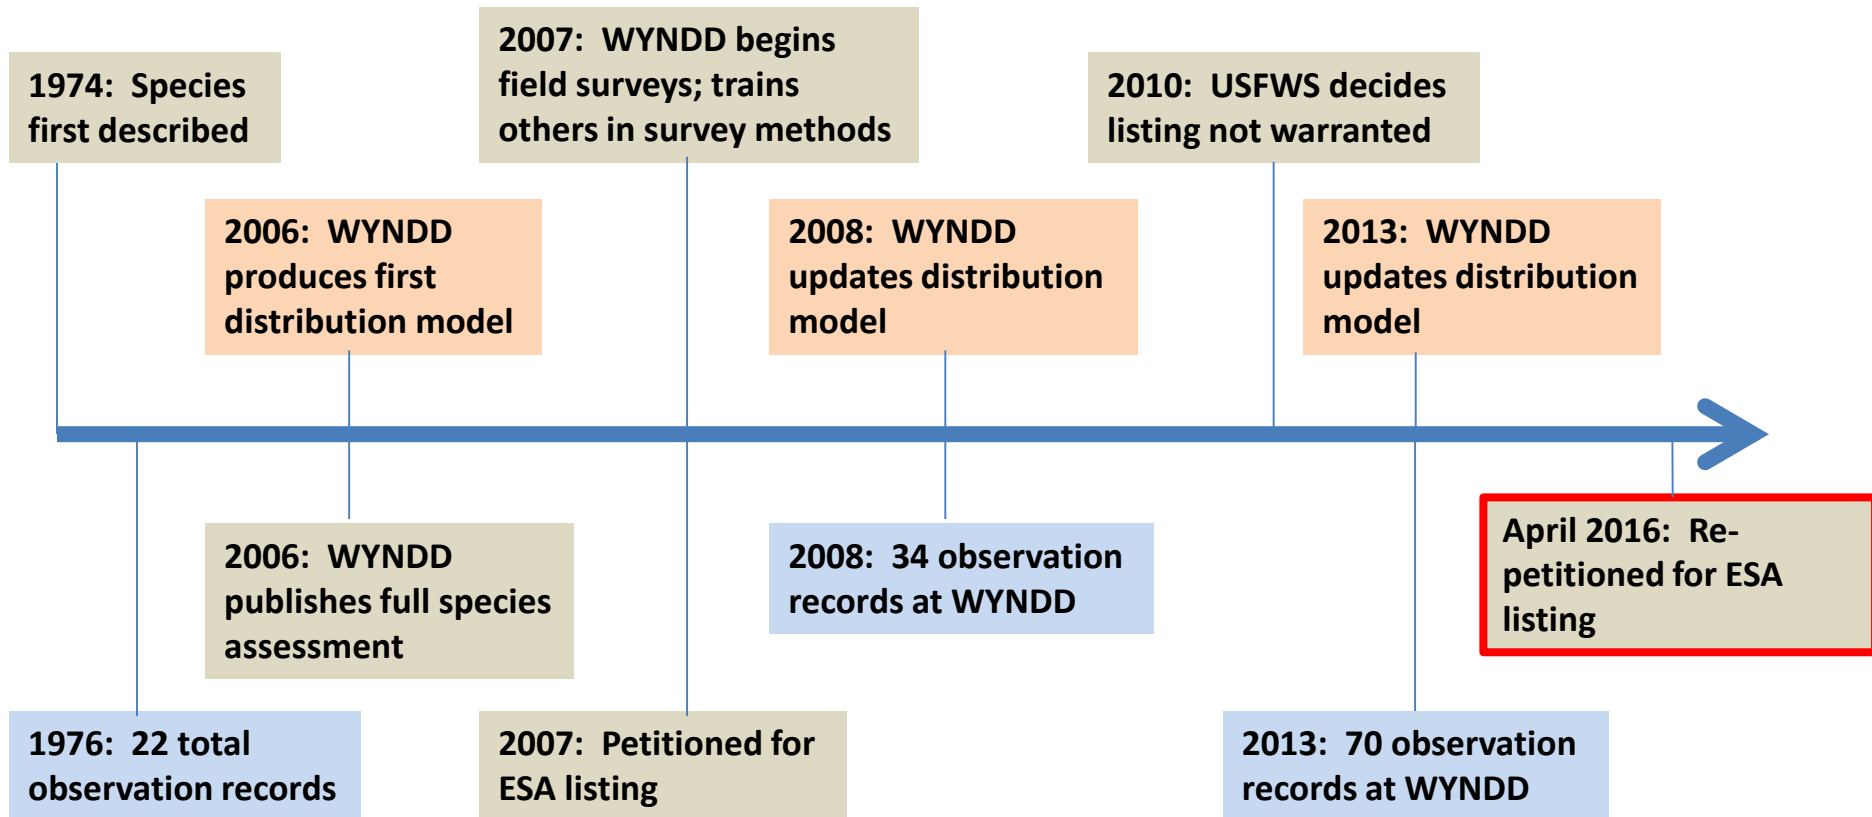 1974:  Species
first described
2007:  WYNDD begins
field surveys; trains
others in survey methods
2010:  USFWS decides
listing not warranted
2006:  WYNDD
produces first
distribution model
2008:  WYNDD
updates distribution
model
2013:  WYNDD
updates distribution
model
2006:  WYNDD
publishes full species
assessment
2008:  34 observation
records at WYNDD
April 2016:  Re-
petitioned for ESA
listing
1976:  22 total
observation records
2007:  Petitioned for
ESA listing
2013:  70 observation
records at WYNDD